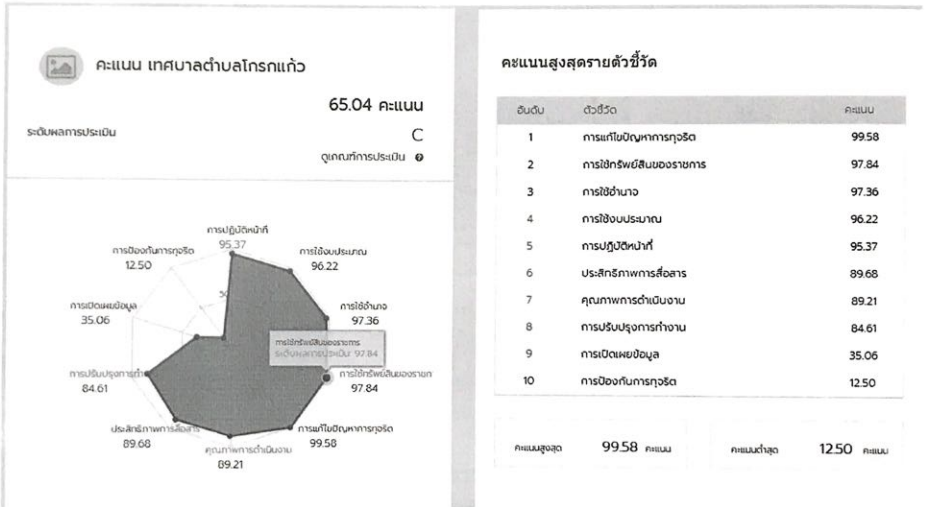 คะแนน เทศบาลตำบลโกรกแก้ว
65.04 คะแนน
ระดับผลการประเมิน
C
ดูเกณฑ์การประเมิน
การปฏิบัติหน้าที่
95.37
การป้องกันการทุจริต
12.50
การใช้งบประมาณ
96.22
การเปิดเผยข้อมูล
35.06
50
การใช้อำนาจ
97.36
การใช้ทรัพย์สินของราชการ
ระดับผลการประเมิน: 97.84
การปรับปรุงการทำ
84.61
การใช้ทรัพย์สินของราชก
97.84
ประสิทธิภาพการสื่อสาร
89.68
การแก้ไขปัญหาการทุจริต
99.58
คุณภาพการดำเนินงาน
89.21
คะแนนสูงสุดรายตัวชี้วัด
อันดับ ตัวชี้วัด คะแนน
1 การแก้ไขปัญหาการทุจริต 99.58
2 การใช้ทรัพย์สินของราชการ 97.84
3 การใช้อำนาจ 97.36
4 การใช้งบประมาณ 96.22
5 การปฏิบัติหน้าที่ 95.37
6 ประสิทธิภาพการสื่อสาร 89.68
7 คุณภาพการดำเนินงาน 89.21
8 การปรับปรุงการทำงาน 84.61
9 การเปิดเผยข้อมูล 35.06
10 การป้องกันการทุจริต 12.50
คะแนนสูงสุด 99.58 คะแนน
คะแนนต่ำสุด 12.50 คะแนน